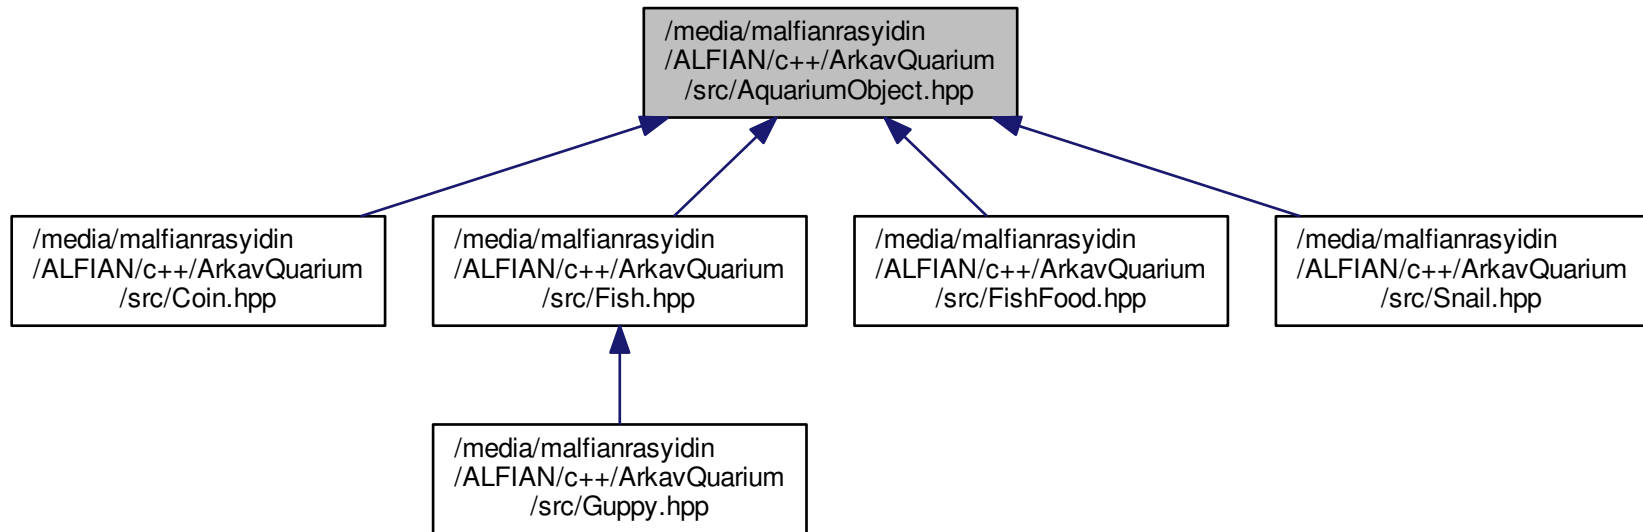 /media/malfianrasyidin
/ALFIAN/c++/ArkavQuarium
/src/AquariumObject.hpp
/media/malfianrasyidin
/ALFIAN/c++/ArkavQuarium
/src/Coin.hpp
/media/malfianrasyidin
/ALFIAN/c++/ArkavQuarium
/src/Fish.hpp
/media/malfianrasyidin
/ALFIAN/c++/ArkavQuarium
/src/FishFood.hpp
/media/malfianrasyidin
/ALFIAN/c++/ArkavQuarium
/src/Snail.hpp
/media/malfianrasyidin
/ALFIAN/c++/ArkavQuarium
/src/Guppy.hpp